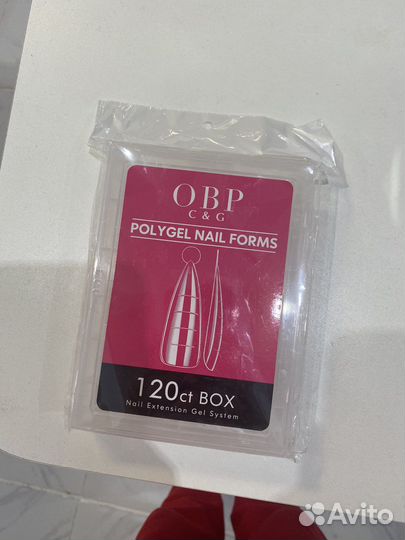 OBP
C & G
POLYGEL NAIL FORMS
120ct BOX
Nail Extension Gel System
Avito